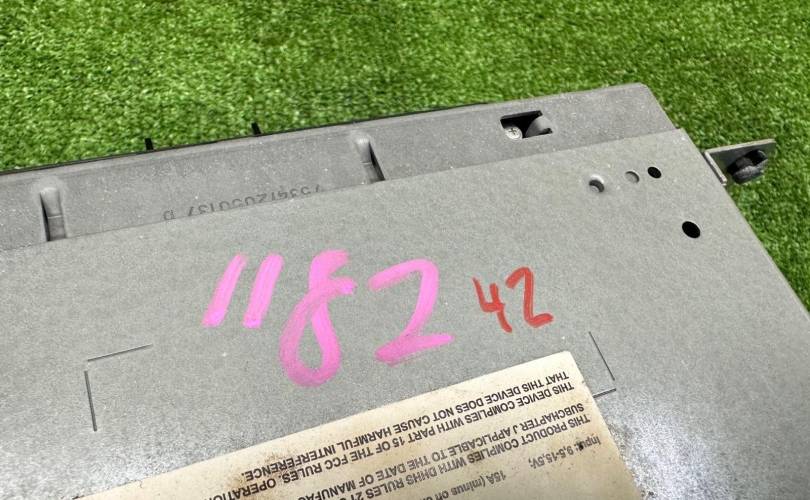 1182
42
Input: 9.5-15.5V;
15A (minus
THIS PRODUCT COMPLIES WITH DHHS RULES 21
SUBCHAPTER J APPLICABLE TO THE DATE OF MANUFAC
THIS DEVICE COMPLIES WITH PART 15 OF THE FCC RULES. OPERATION
THAT THIS DEVICE DOES NOT CAUSE HARMFUL INTERFERENCE.